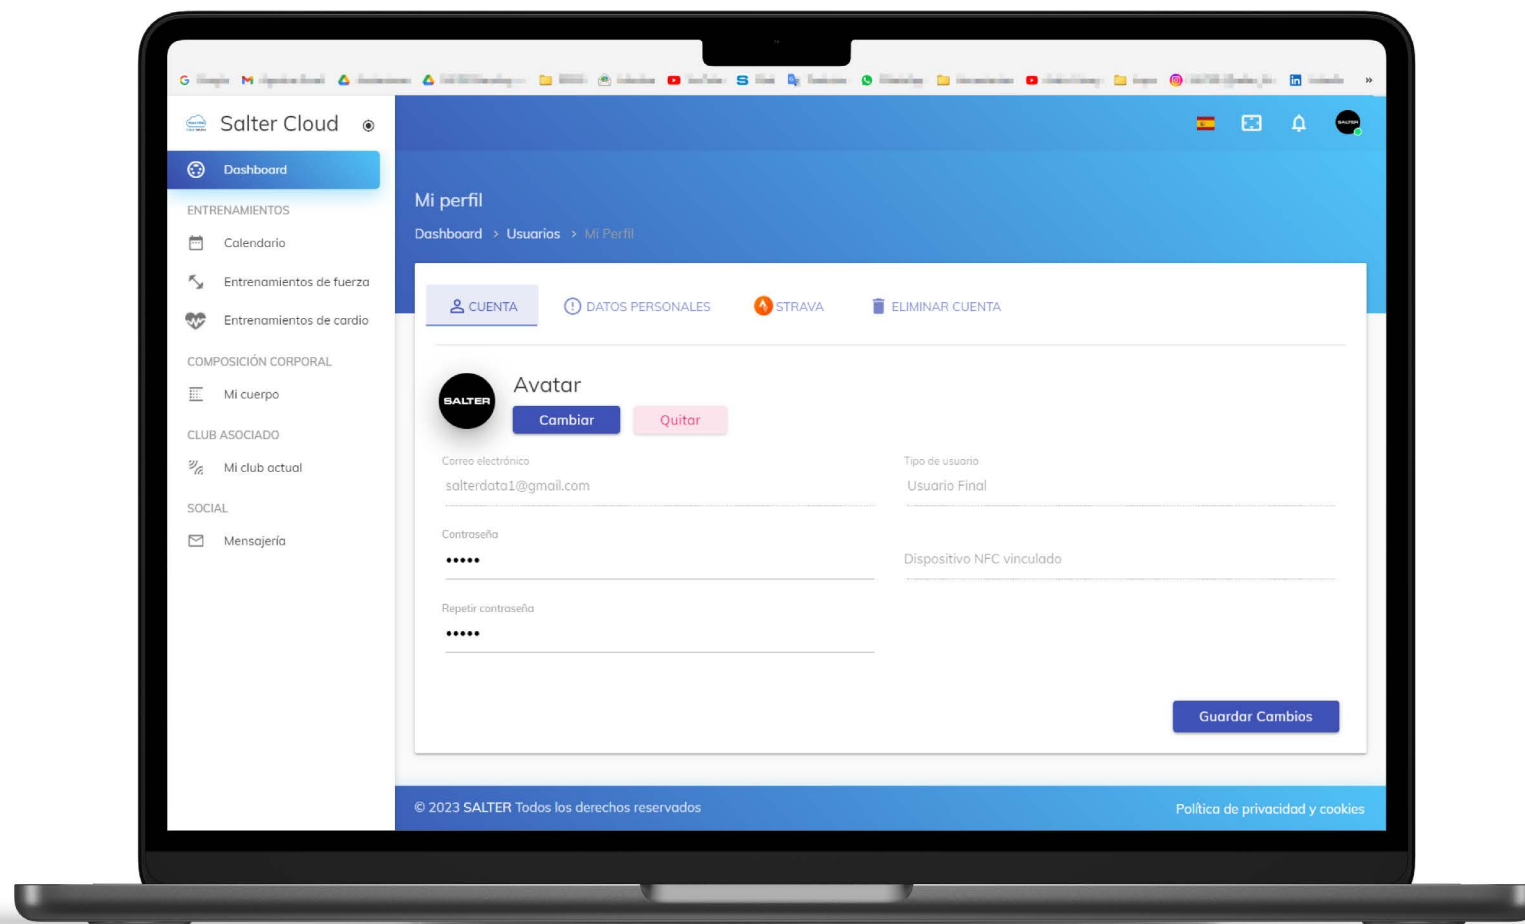 Salter Cloud
Dashboard
ENTRENAMIENTOS
Calendario
Entrenamientos de fuerza
Entrenamientos de cardio
COMPOSICIÓN CORPORAL
Mi cuerpo
CLUB ASOCIADO
Mi club actual
SOCIAL
Mensajería
SALTER
Mi perfil
Dashboard > Usuarios > Mi Perfil
CUENTA DATOS PERSONALES STRAVA ELIMINAR CUENTA
SALTER
Avatar
Cambiar Quitar
Correo electrónico Tipo de usuario
salterdata1@gmail.com Usuario Final
Contraseña
••••• Dispositivo NFC vinculado
Repetir contraseña
•••••
Guardar Cambios
© 2023 SALTER Todos los derechos reservados Política de privacidad y cookies